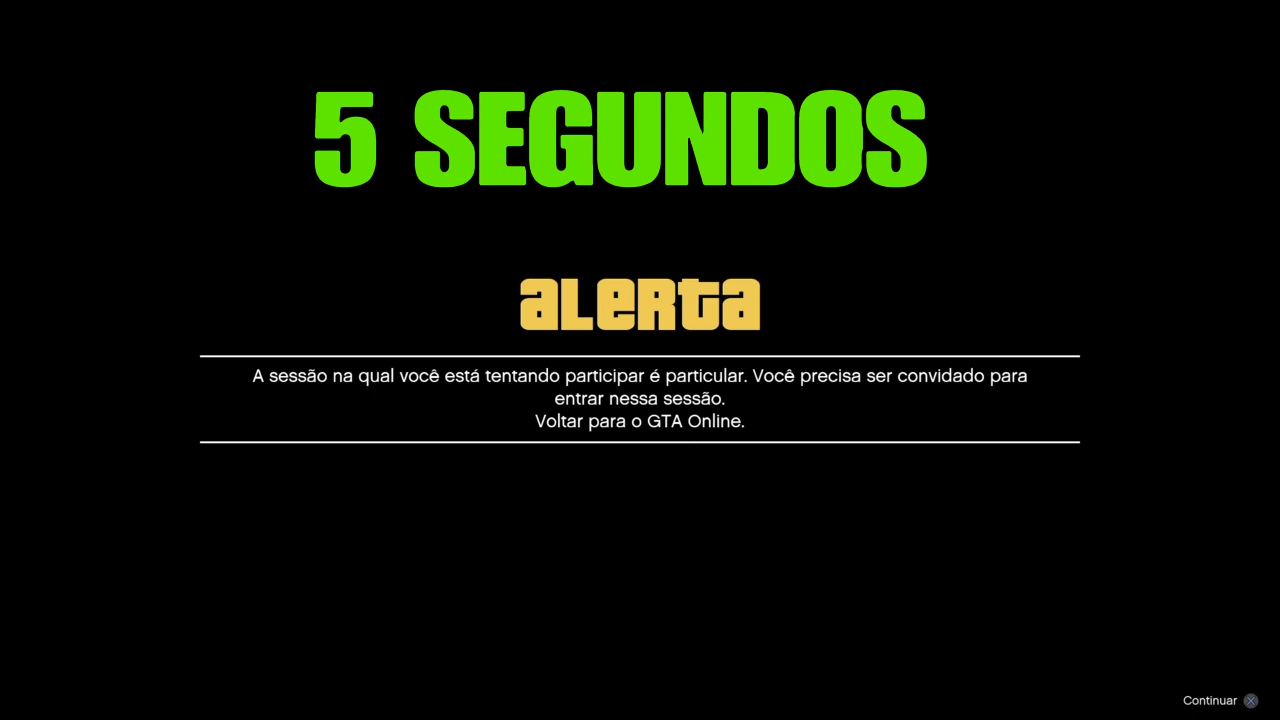 5 SEGUNDOS
aLeRta
A sessão na qual você está tentando participar é particular. Você precisa ser convidado para
entrar nessa sessão.
Voltar para o GTA Online.
Continuar